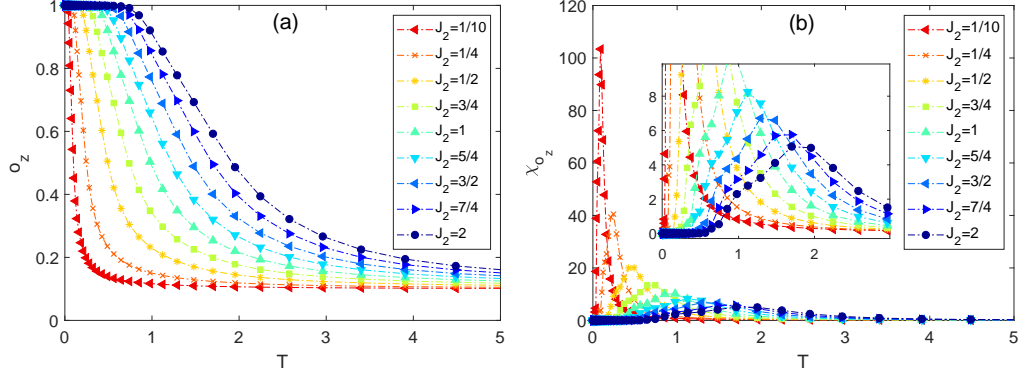 (a)
1
0.8
0.6
0.4
0.2
0
o_z
0 1 2 3 4 5
T
J_2=1/10
J_2=1/4
J_2=1/2
J_2=3/4
J_2=1
J_2=5/4
J_2=3/2
J_2=7/4
J_2=2
(b)
120
100
80
60
40
20
0
χ_{o_z}
0 1 2 3 4 5
T
8
6
4
2
0
0 1 2
J_2=1/10
J_2=1/4
J_2=1/2
J_2=3/4
J_2=1
J_2=5/4
J_2=3/2
J_2=7/4
J_2=2